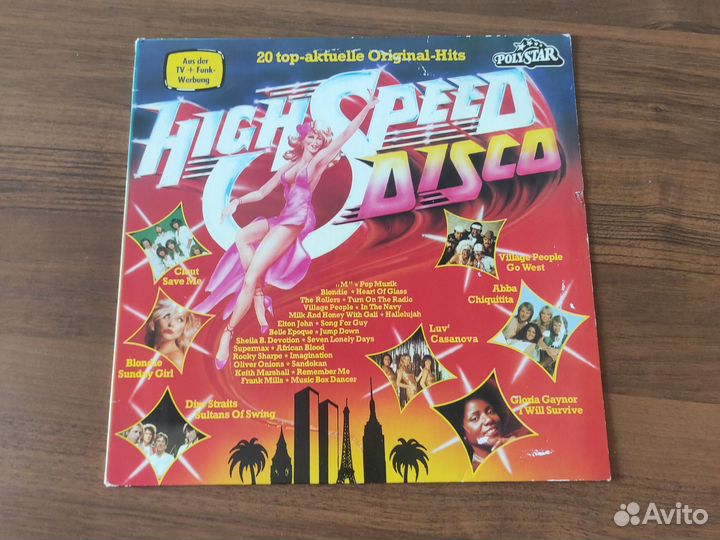 20 top-aktuelle Original-Hits
POLYSTAR
Aus der
TV + Funk-
Werbung
HIGH SPEED
DISCO
Clout
Save Me
Village People
Go West
Abba
Chiquitita
Blondie
Sunday Girl
Luv'
Casanova
Dire Straits
Sultans Of Swing
Gloria Gaynor
I Will Survive
„M" • Pop Muzik
Blondie • Heart Of Glass
The Rollers • Turn On The Radio
Village People • In The Navy
Milk And Honey With Gali • Hallelujah
Elton John • Song For Guy
Belle Epoque • Jump Down
Sheila B. Devotion • Seven Lonely Days
Supermax • African Blood
Rocky Sharpe • Imagination
Oliver Onions • Sandokan
Keith Marshall • Remember Me
Frank Mills • Music Box Dancer
Avito